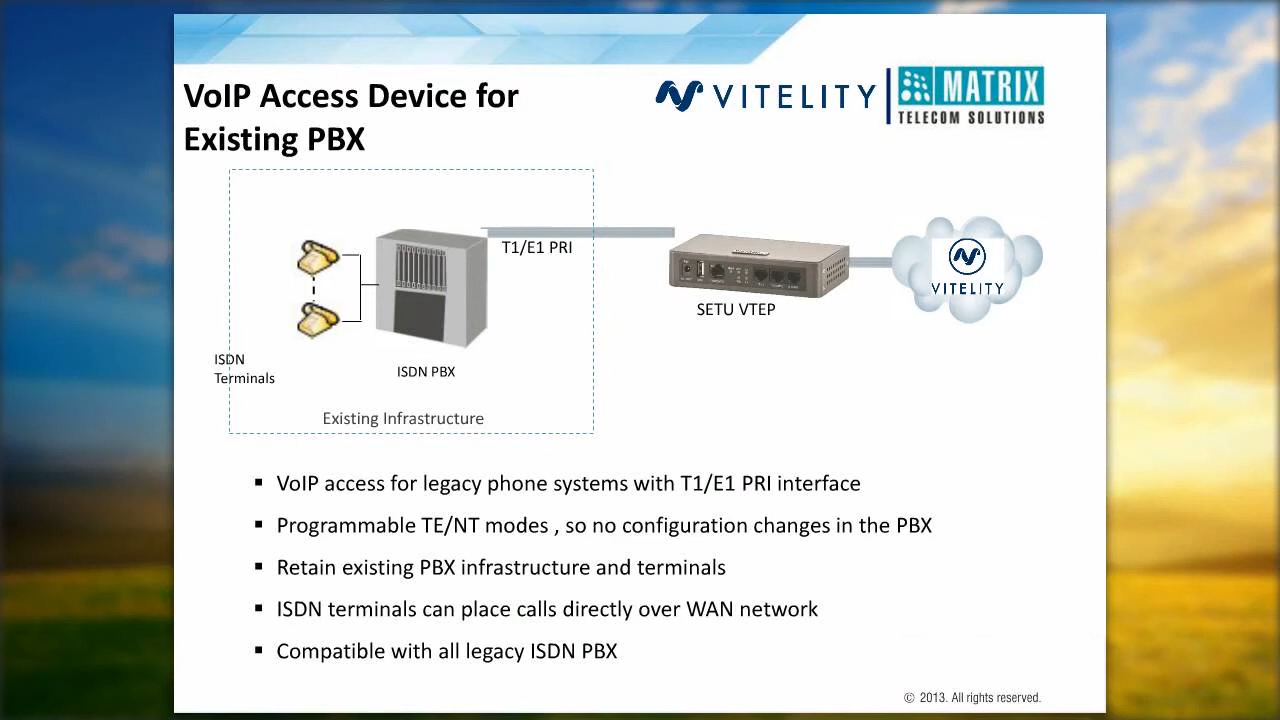 VoIP Access Device for
Existing PBX
VITELITY
MATRIX
TELECOM SOLUTIONS
T1/E1 PRI
SETU VTEP
VITELITY
ISDN
Terminals
ISDN PBX
Existing Infrastructure
▪ VoIP access for legacy phone systems with T1/E1 PRI interface
▪ Programmable TE/NT modes , so no configuration changes in the PBX
▪ Retain existing PBX infrastructure and terminals
▪ ISDN terminals can place calls directly over WAN network
▪ Compatible with all legacy ISDN PBX
© 2013. All rights reserved.